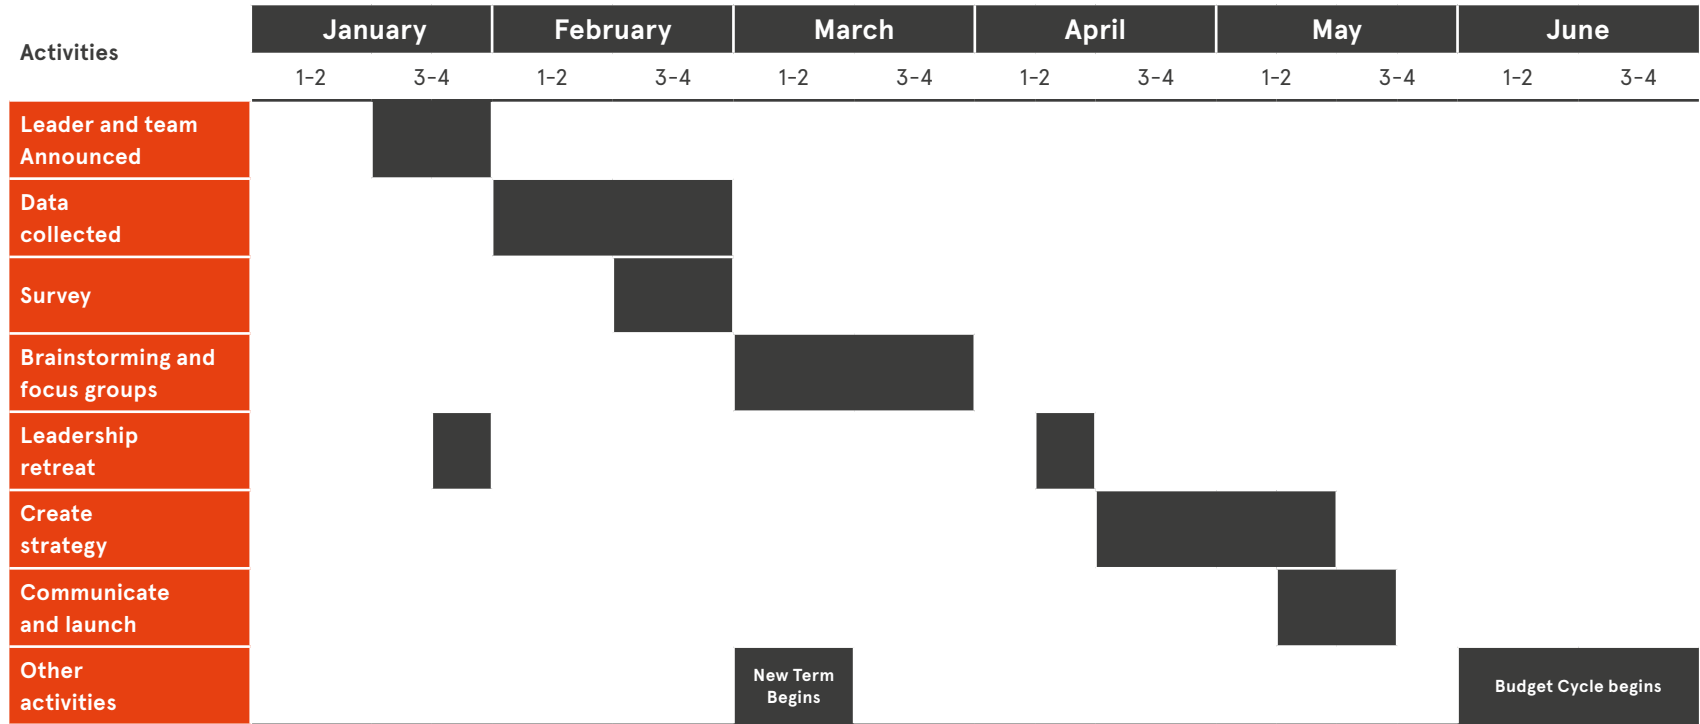 Activities
January February March April May June
1-2 3-4 1-2 3-4 1-2 3-4 1-2 3-4 1-2 3-4 1-2 3-4
Leader and team
Announced
Data
collected
Survey
Brainstorming and
focus groups
Leadership
retreat
Create
strategy
Communicate
and launch
Other
activities
New Term
Begins
Budget Cycle begins